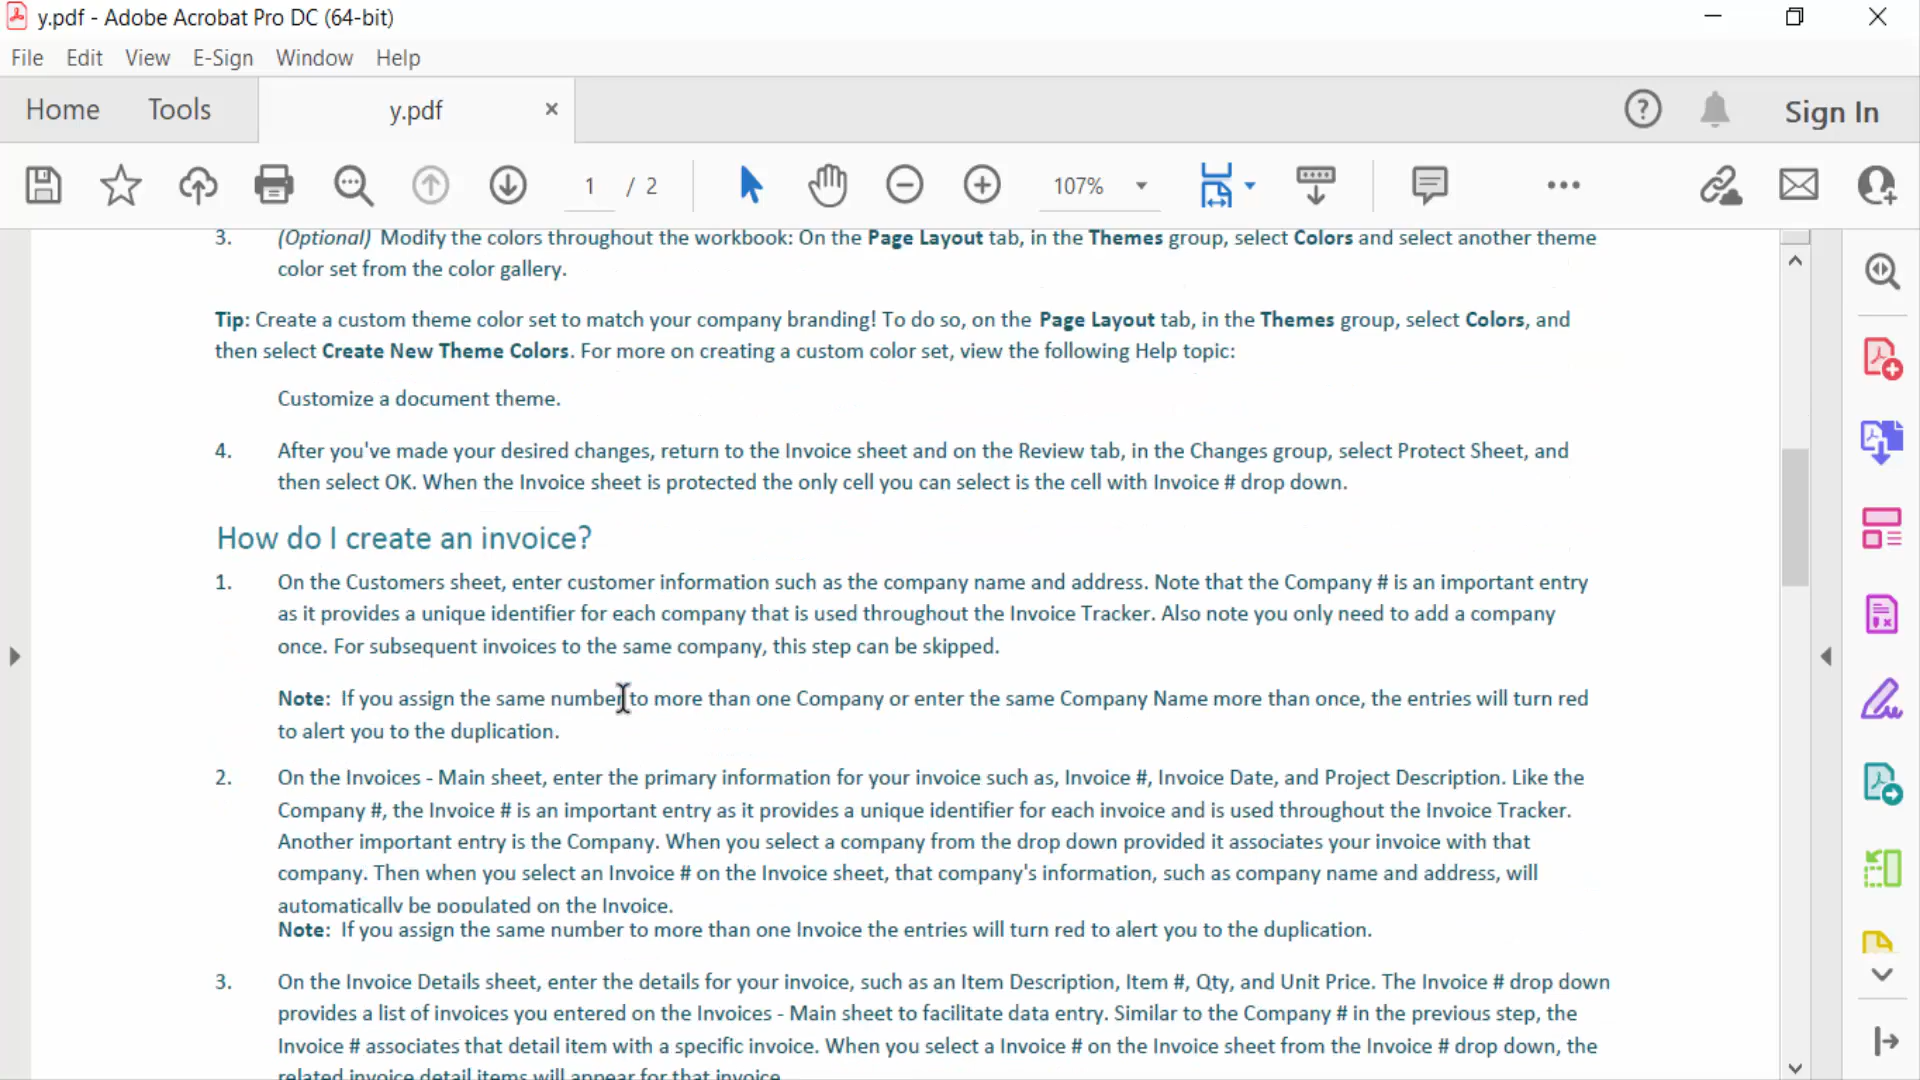 y.pdf - Adobe Acrobat Pro DC (64-bit)
File Edit View E-Sign Window Help
Home Tools y.pdf × Sign In
1 / 2 107%
3. (Optional) Modify the colors throughout the workbook: On the Page Layout tab, in the Themes group, select Colors and select another theme
color set from the color gallery.
Tip: Create a custom theme color set to match your company branding! To do so, on the Page Layout tab, in the Themes group, select Colors, and
then select Create New Theme Colors. For more on creating a custom color set, view the following Help topic:
Customize a document theme.
4. After you've made your desired changes, return to the Invoice sheet and on the Review tab, in the Changes group, select Protect Sheet, and
then select OK. When the Invoice sheet is protected the only cell you can select is the cell with Invoice # drop down.
How do I create an invoice?
1. On the Customers sheet, enter customer information such as the company name and address. Note that the Company # is an important entry
as it provides a unique identifier for each company that is used throughout the Invoice Tracker. Also note you only need to add a company
once. For subsequent invoices to the same company, this step can be skipped.
Note: If you assign the same number to more than one Company or enter the same Company Name more than once, the entries will turn red
to alert you to the duplication.
2. On the Invoices - Main sheet, enter the primary information for your invoice such as, Invoice #, Invoice Date, and Project Description. Like the
Company #, the Invoice # is an important entry as it provides a unique identifier for each invoice and is used throughout the Invoice Tracker.
Another important entry is the Company. When you select a company from the drop down provided it associates your invoice with that
company. Then when you select an Invoice # on the Invoice sheet, that company's information, such as company name and address, will
automatically be populated on the Invoice.
Note: If you assign the same number to more than one Invoice the entries will turn red to alert you to the duplication.
3. On the Invoice Details sheet, enter the details for your invoice, such as an Item Description, Item #, Qty, and Unit Price. The Invoice # drop down
provides a list of invoices you entered on the Invoices - Main sheet to facilitate data entry. Similar to the Company # in the previous step, the
Invoice # associates that detail item with a specific invoice. When you select a Invoice # on the Invoice sheet from the Invoice # drop down, the
related invoice detail items will appear for that invoice.